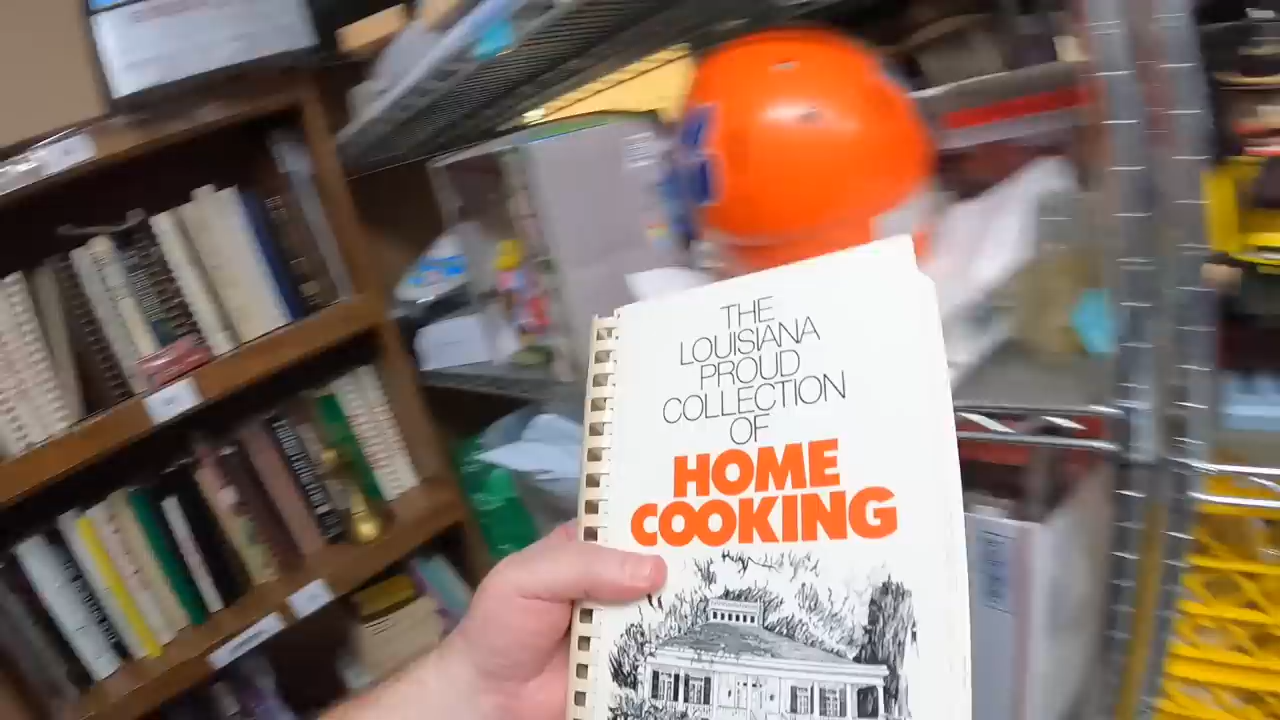 THE
LOUISIANA
PROUD
COLLECTION
OF
HOME
COOKING